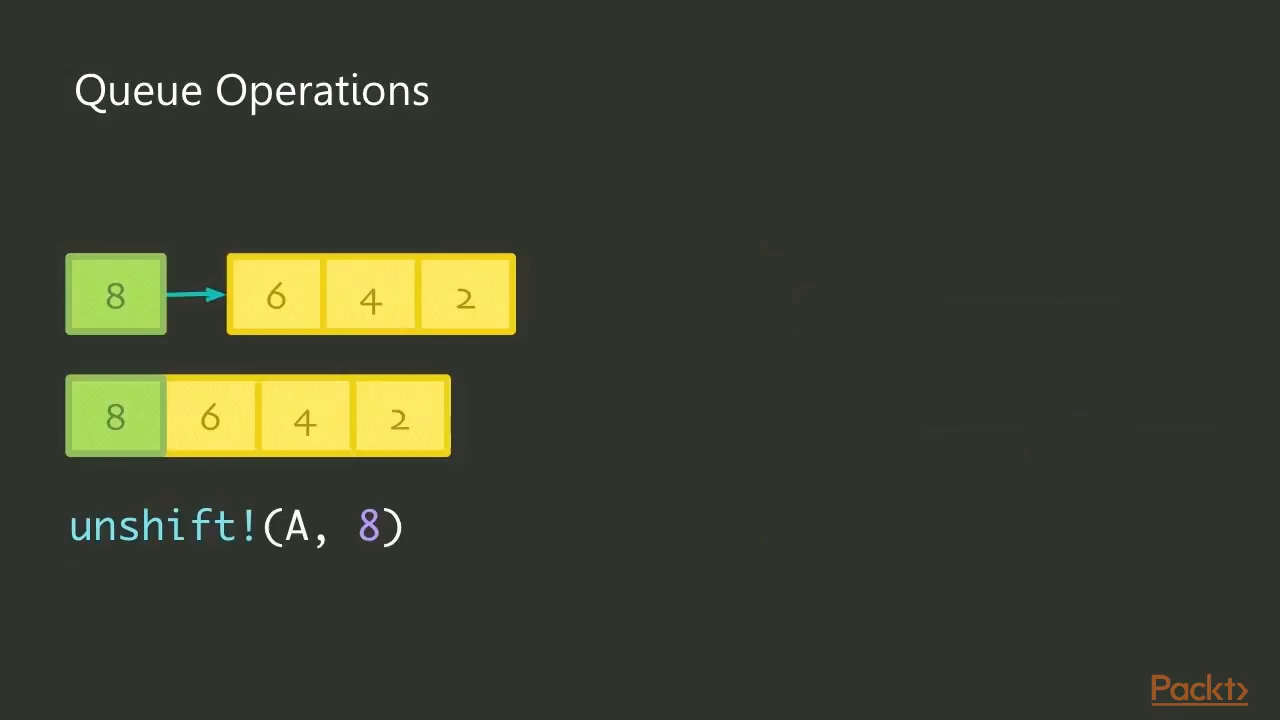 Queue Operations
8 6 4 2
8 6 4 2
unshift!(A, 8)
Packt>